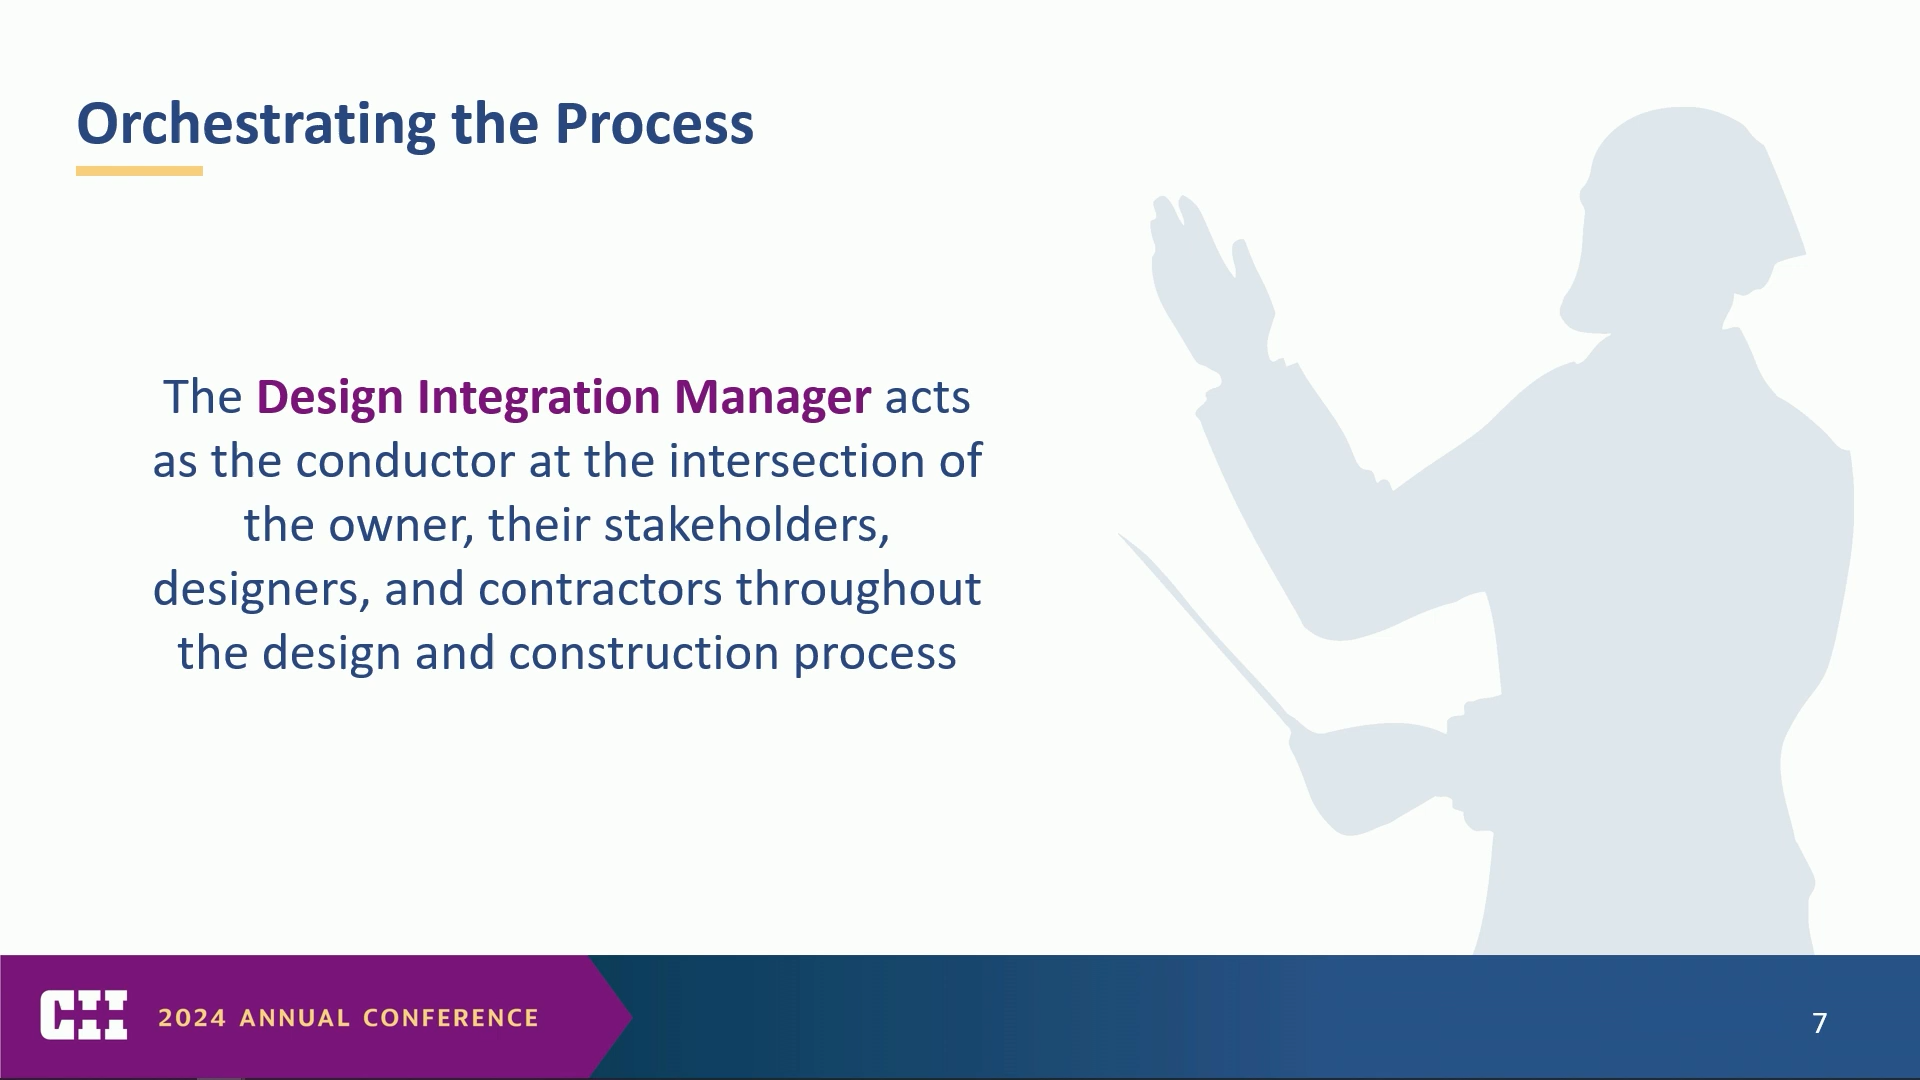 Orchestrating the Process
The Design Integration Manager acts
as the conductor at the intersection of
the owner, their stakeholders,
designers, and contractors throughout
the design and construction process
CII 2024 ANNUAL CONFERENCE
7